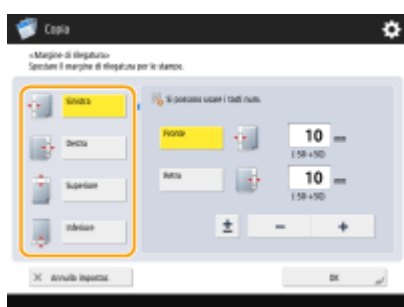 Copia
<Margine di rilegatura>
Spostare il margine di rilegatura per le stampe.
Sinistra
Destra
Superiore
Inferiore
Si possono usare i tasti num.
Fronte
10 mm
(-50~+50)
Retro
10 mm
(-50~+50)
±
−
+
× Annulla impostaz.
OK